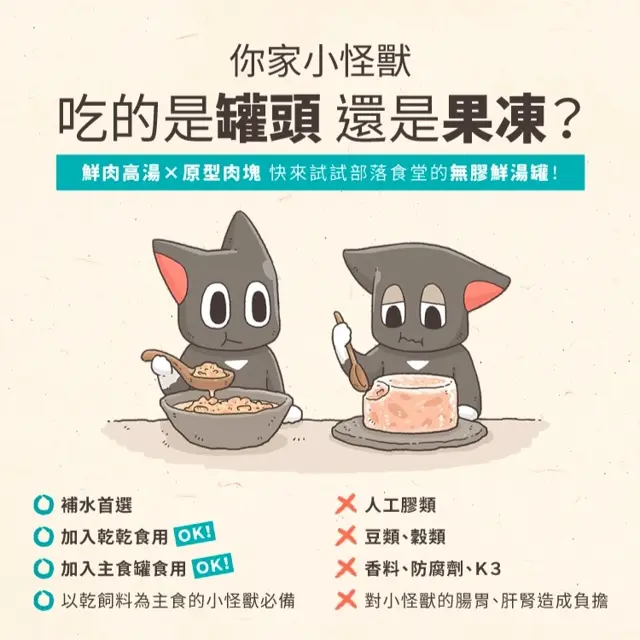 你家小怪獸
吃的是罐頭 還是果凍？
鮮肉高湯×原型肉塊 快來試試部落食堂的無膠鮮湯罐！
補水首選
加入乾乾食用 OK!
加入主食罐食用 OK!
以乾飼料為主食的小怪獸必備
人工膠類
豆類、穀類
香料、防腐劑、K3
對小怪獸的腸胃、肝腎造成負擔